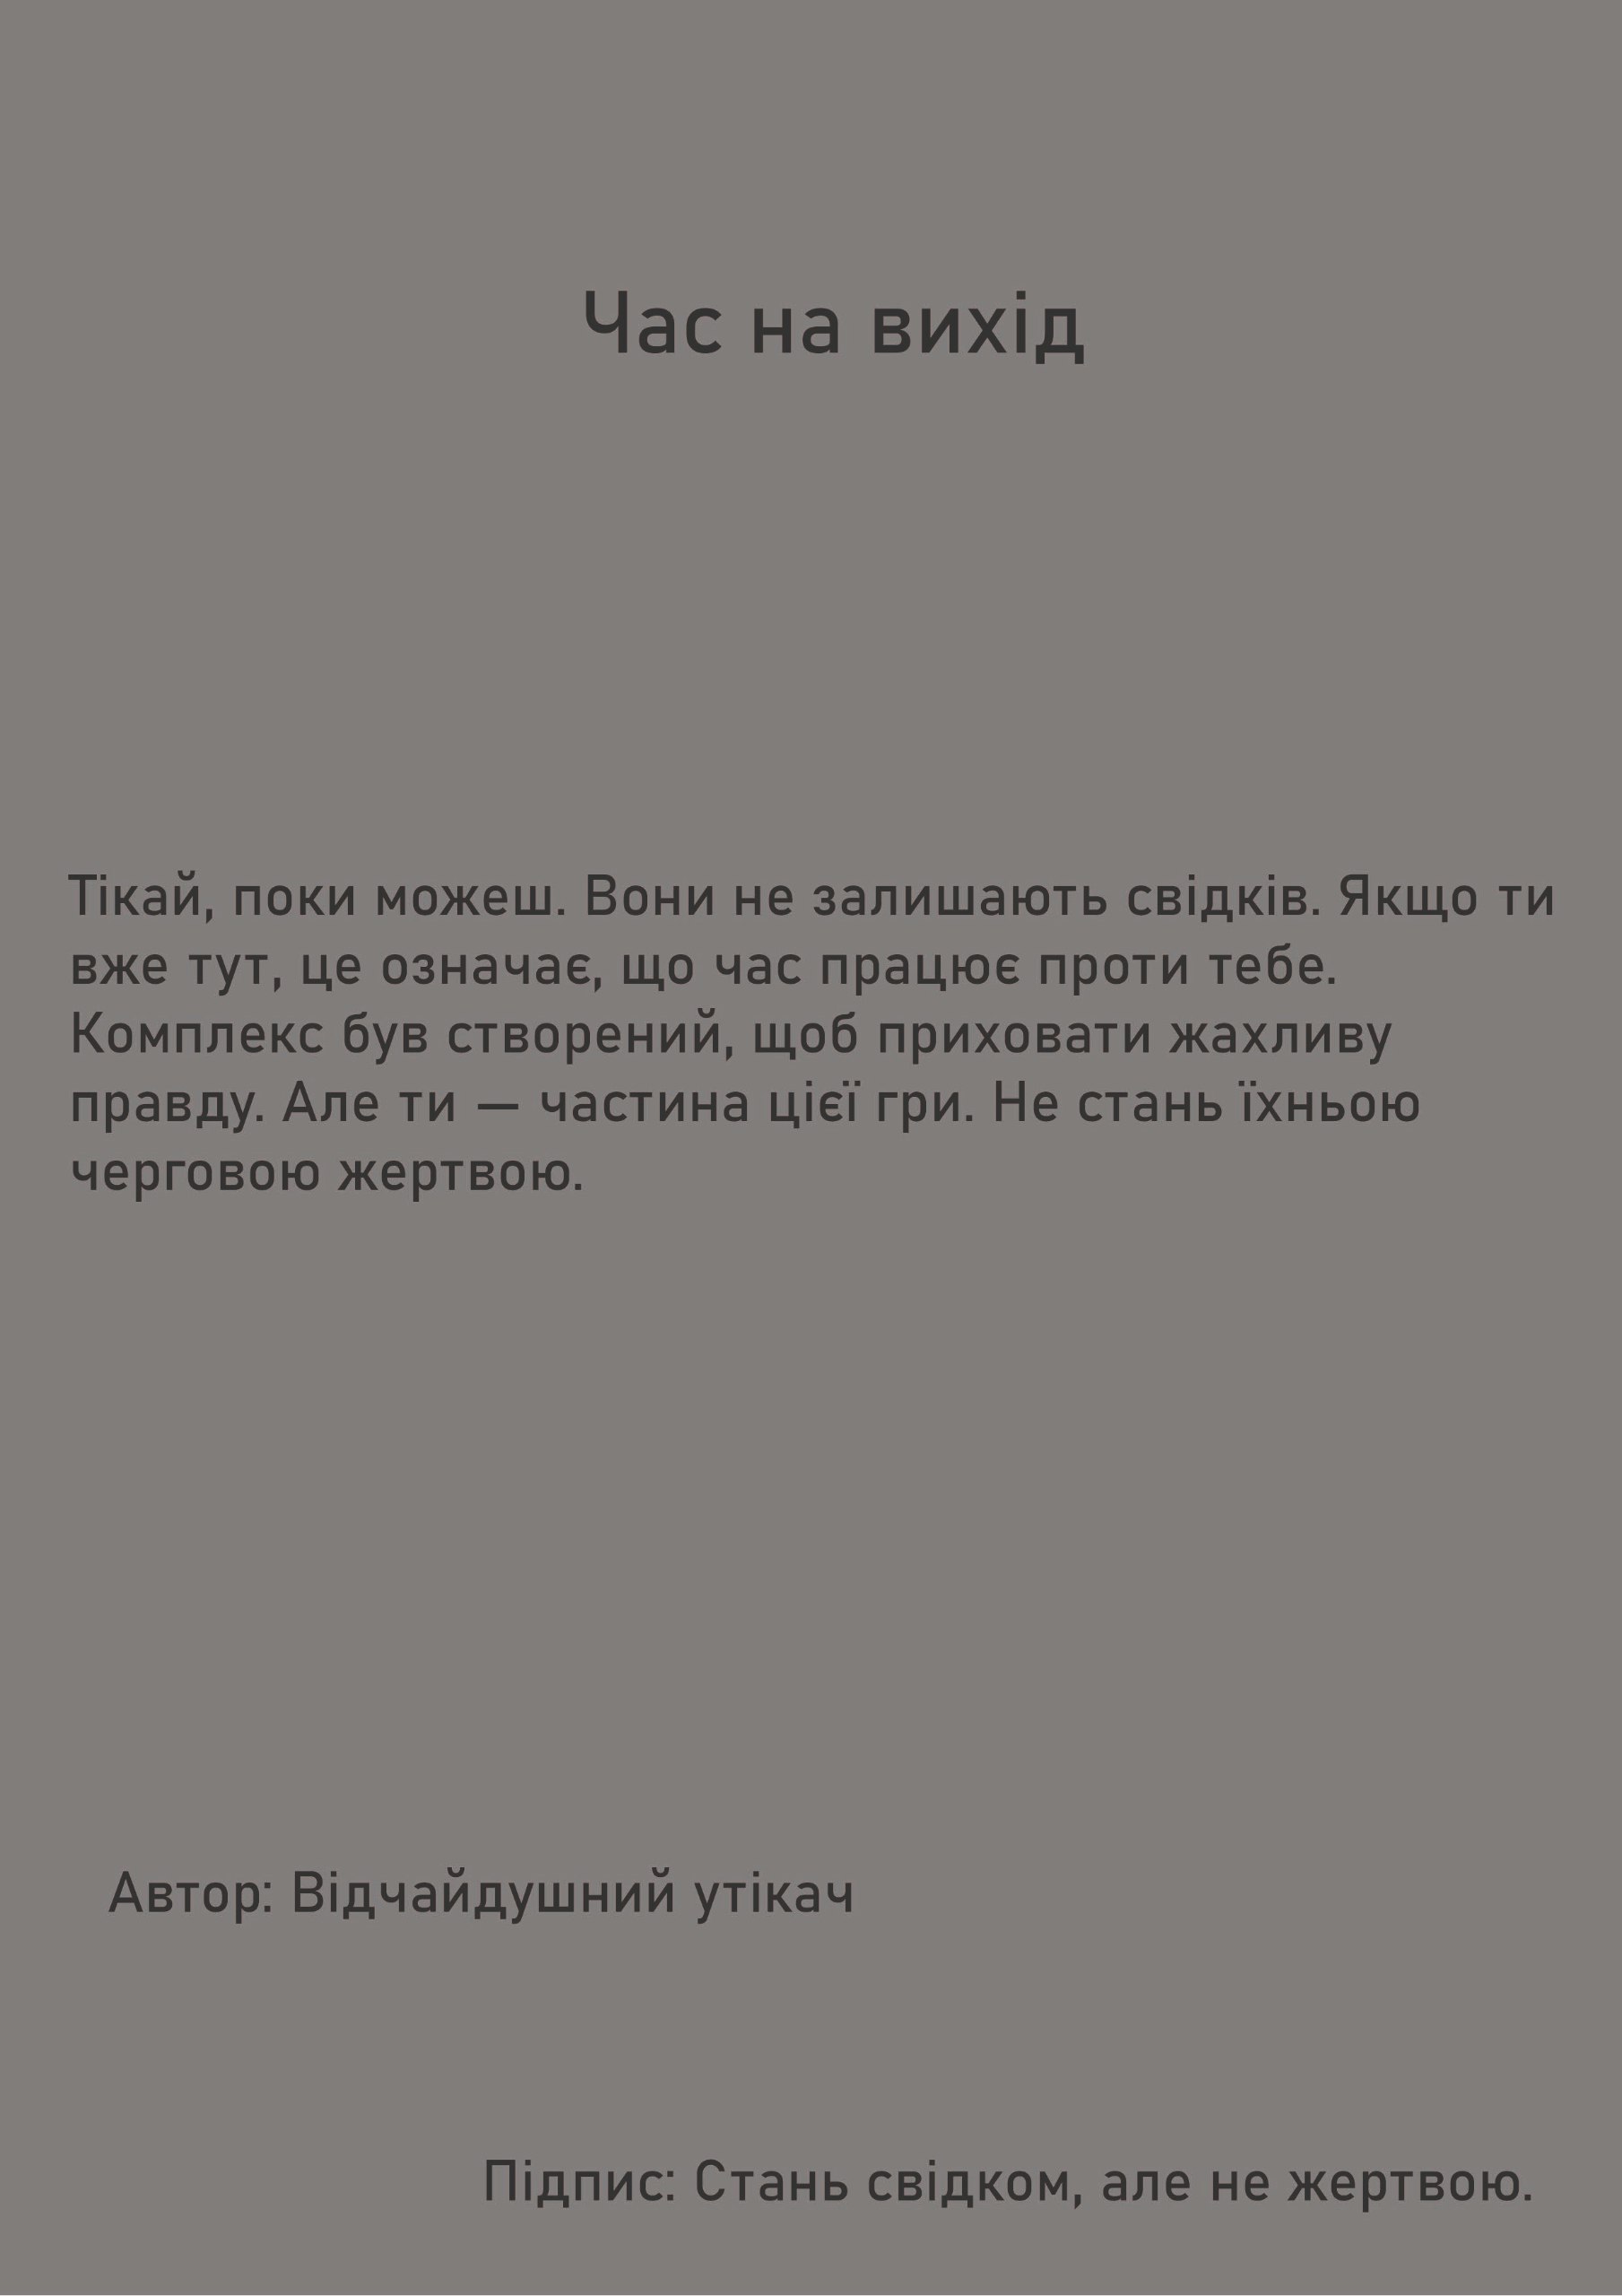 Час на вихід
Тікай, поки можеш. Вони не залишають свідків. Якщо ти
вже тут, це означає, що час працює проти тебе.
Комплекс був створений, щоб приховати жахливу
правду. Але ти — частина цієї гри. Не стань їхньою
черговою жертвою.
Автор: Відчайдушний утікач
Підпис: Стань свідком, але не жертвою.